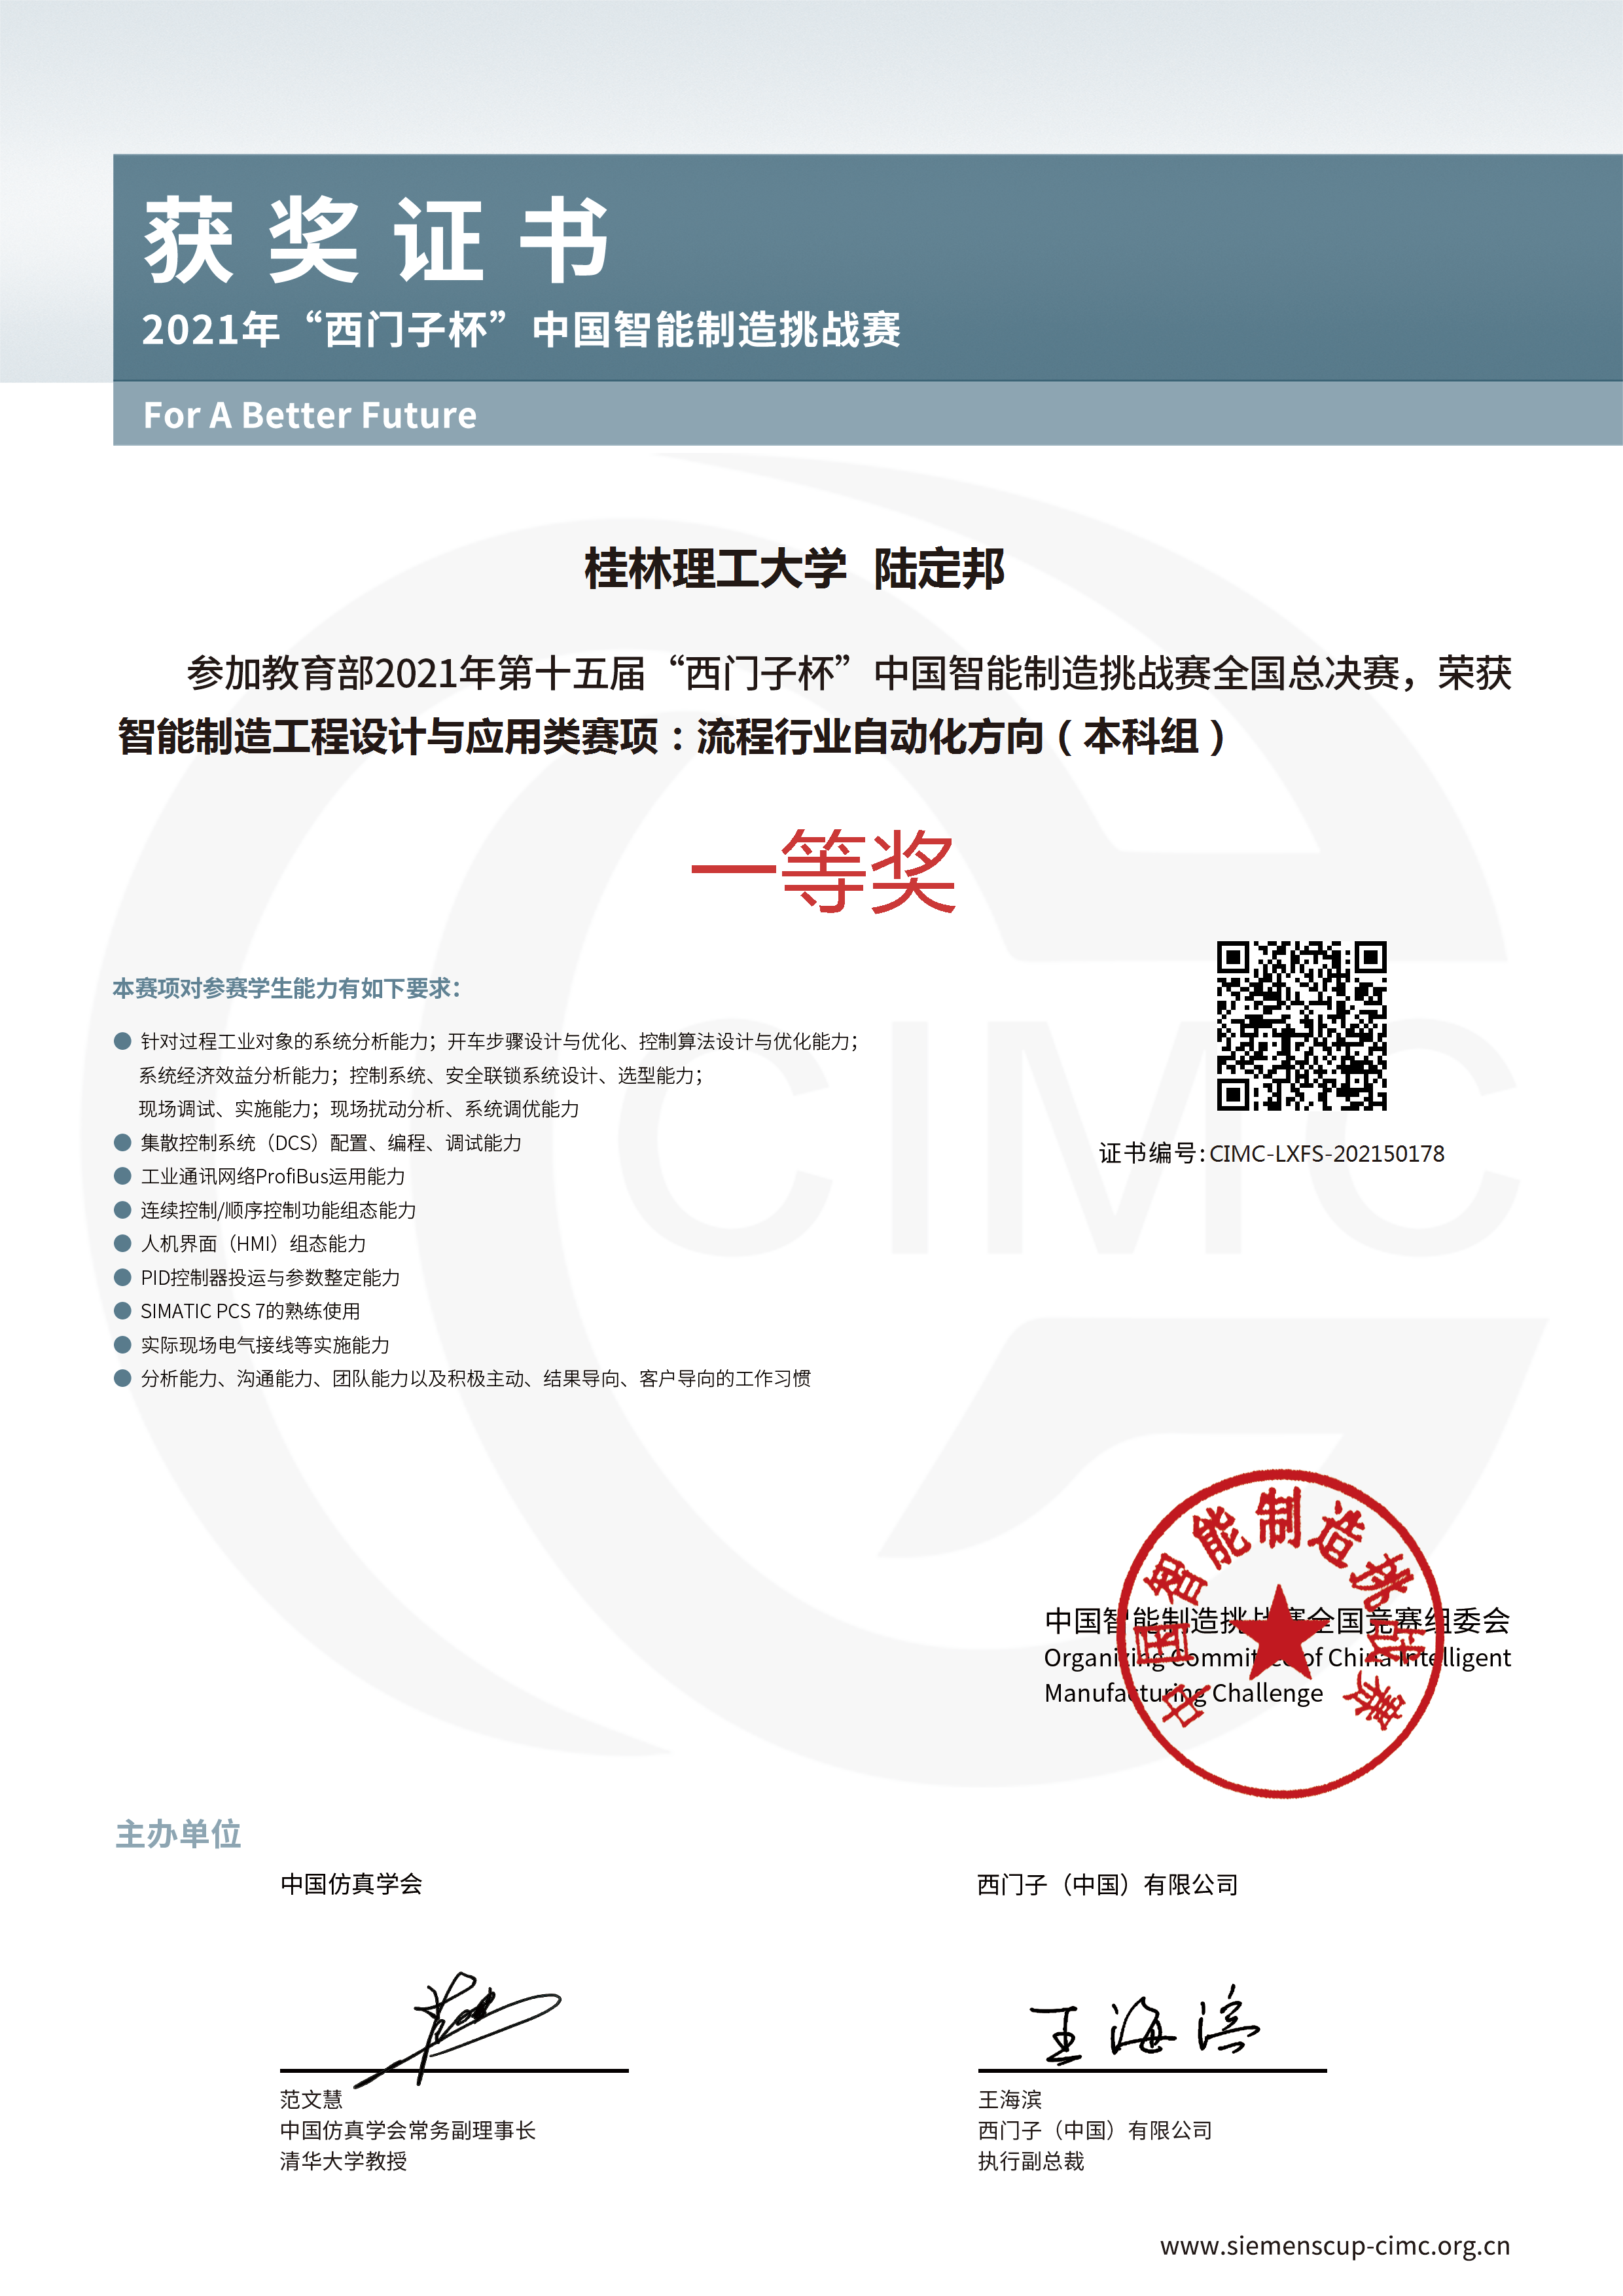 获奖证书
2021年“西门子杯”中国智能制造挑战赛
For A Better Future
桂林理工大学 陆定邦
参加教育部2021年第十五届“西门子杯”中国智能制造挑战赛全国总决赛，荣获
智能制造工程设计与应用类赛项：流程行业自动化方向（本科组）
一等奖
本赛项对参赛学生能力有如下要求：
针对过程工业对象的系统分析能力；开车步骤设计与优化、控制算法设计与优化能力；
系统经济效益分析能力；控制系统、安全联锁系统设计、选型能力；
现场调试、实施能力；现场扰动分析、系统调优能力
集散控制系统（DCS）配置、编程、调试能力
工业通讯网络ProfiBus运用能力
连续控制/顺序控制功能组态能力
人机界面（HMI）组态能力
PID控制器投运与参数整定能力
SIMATIC PCS 7的熟练使用
实际现场电气接线等实施能力
分析能力、沟通能力、团队能力以及积极主动、结果导向、客户导向的工作习惯
证书编号：CIMC-LXFS-202150178
CIMC
中国智能制造挑战赛
中国智能制造挑战赛全国竞赛组委会
Organizing Committee of China Intelligent
Manufacturing Challenge
主办单位
中国仿真学会
西门子（中国）有限公司
王海滨
范文慧
中国仿真学会常务副理事长
清华大学教授
王海滨
西门子（中国）有限公司
执行副总裁
www.siemenscup-cimc.org.cn